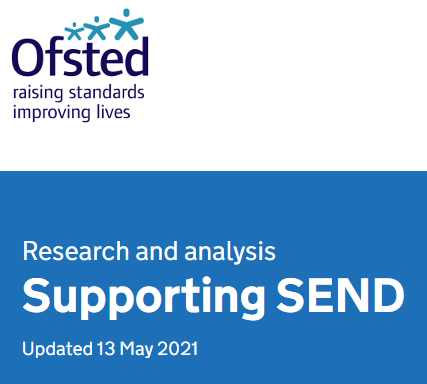 Ofsted
raising standards
improving lives
Research and analysis
Supporting SEND
Updated 13 May 2021